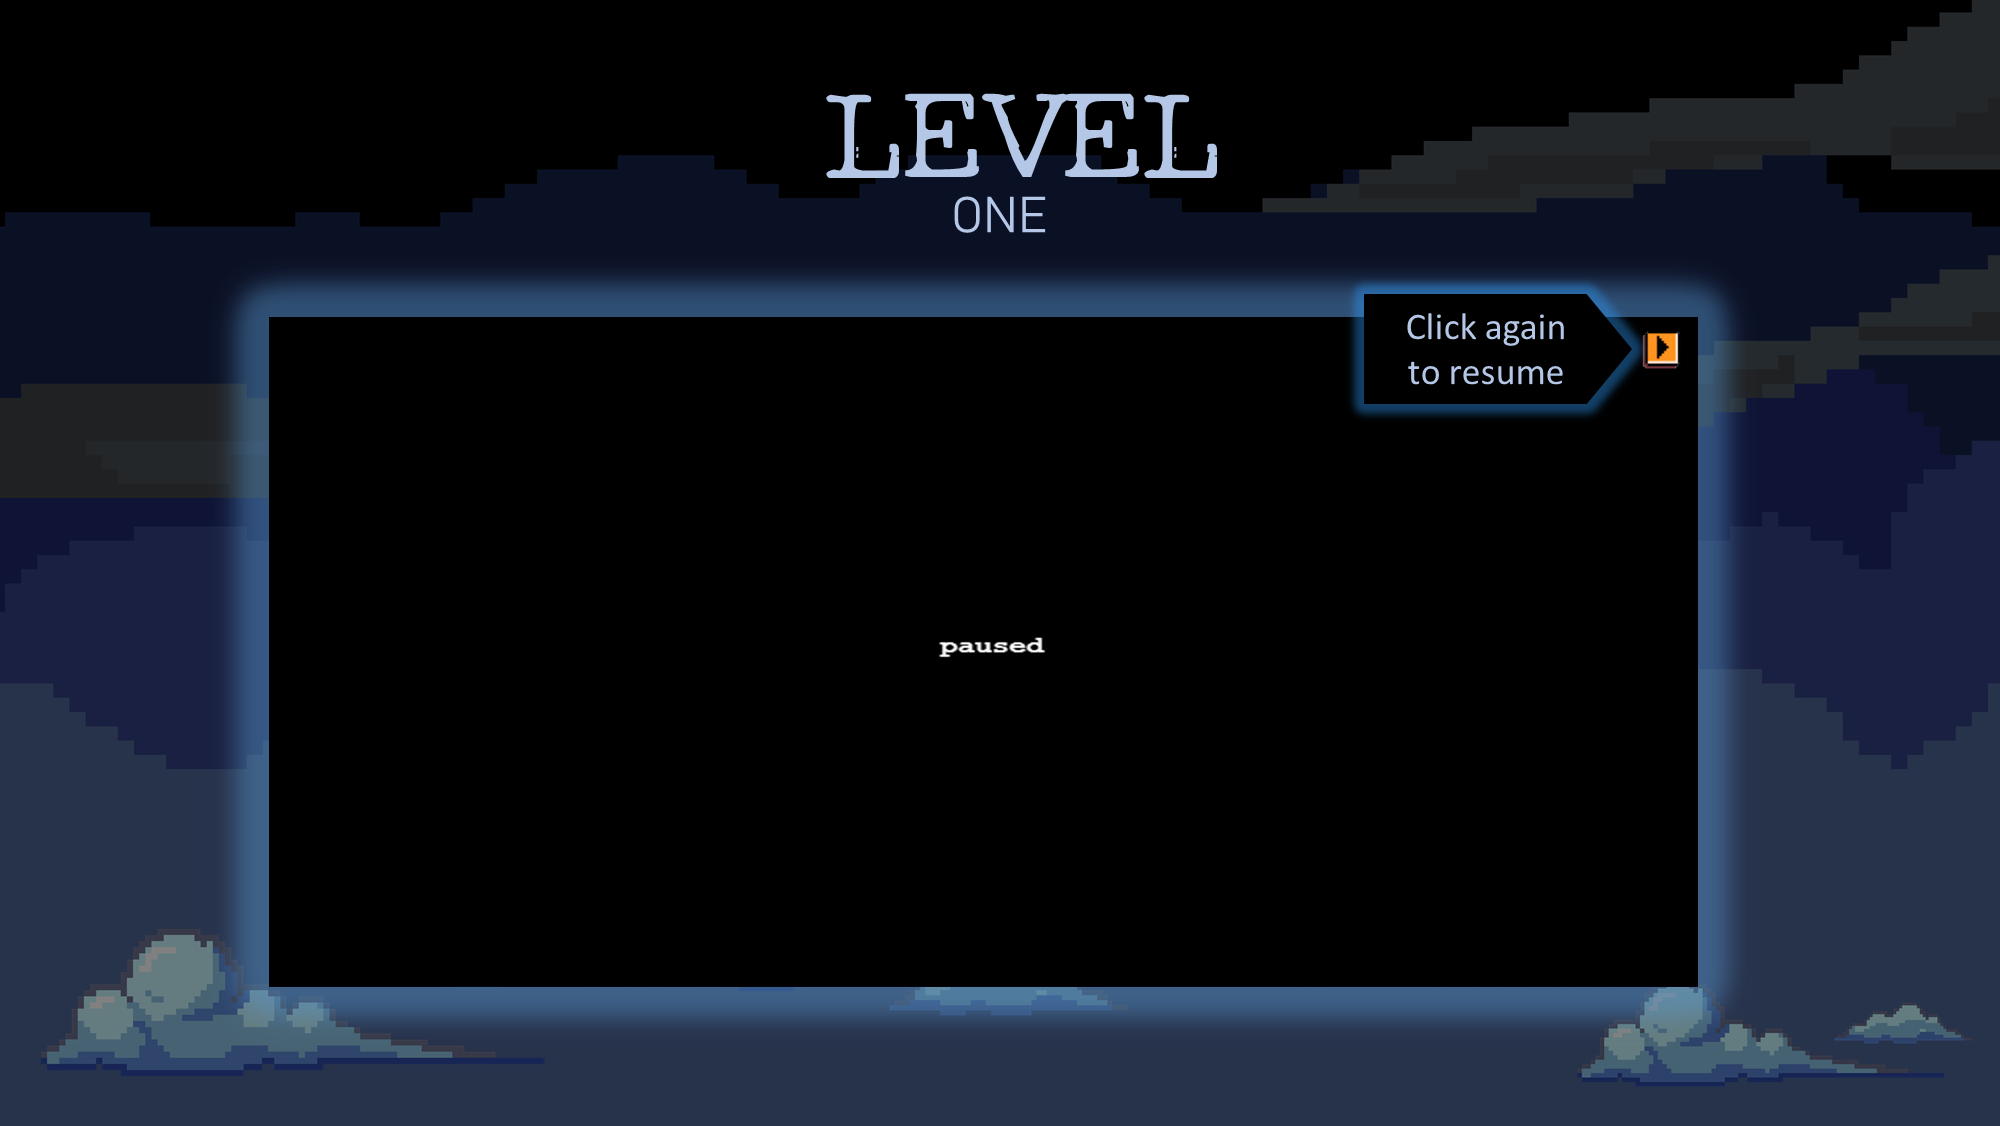 LEVEL
ONE
Click again
to resume
paused